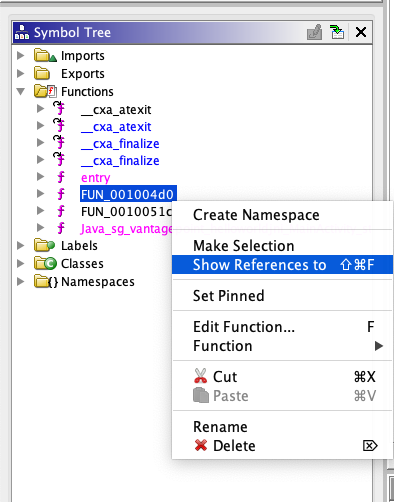 Symbol Tree
Imports
Exports
Functions
__cxa_atexit
__cxa_atexit
__cxa_finalize
__cxa_finalize
entry
FUN_001004d0
FUN_0010051c
Java_sg_vantage
Labels
Classes
{} Namespaces
Create Namespace
Make Selection
Show References to ⇧⌘F
Set Pinned
Edit Function... F
Function
Cut ⌘X
Paste ⌘V
Rename
Delete ⌦